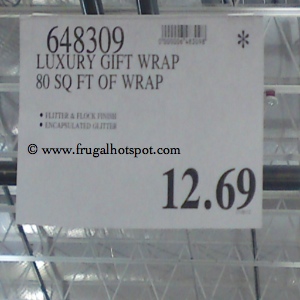 648309
*
LUXURY GIFT WRAP
80 SQ FT OF WRAP
• FLITTER & FLOCK FINISH
• ENCAPSULATED GLITTER
© www.frugalhotspot.com
12.69